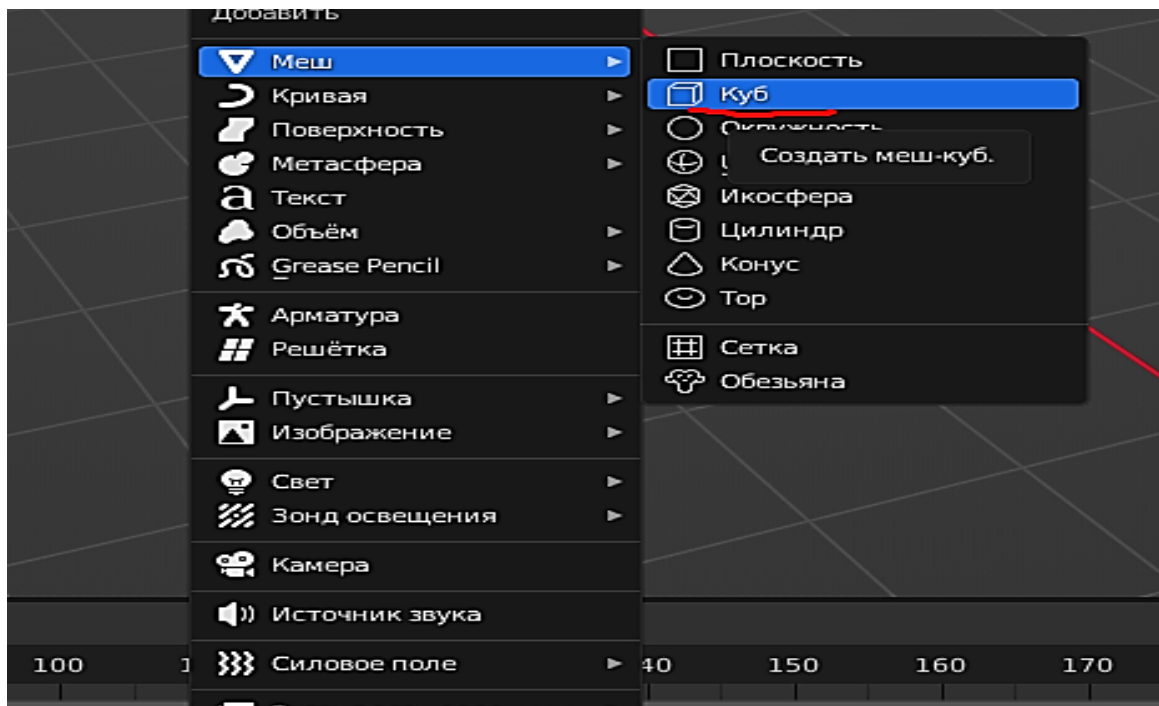 Добавить
Меш
Кривая
Поверхность
Метасфера
Текст
Объём
Grease Pencil
Арматура
Решётка
Пустышка
Изображение
Свет
Зонд освещения
Камера
Источник звука
Силовое поле
Плоскость
Куб
Окружность
Создать меш-куб.
Икосфера
Цилиндр
Конус
Тор
Сетка
Обезьяна
100
150
160
170